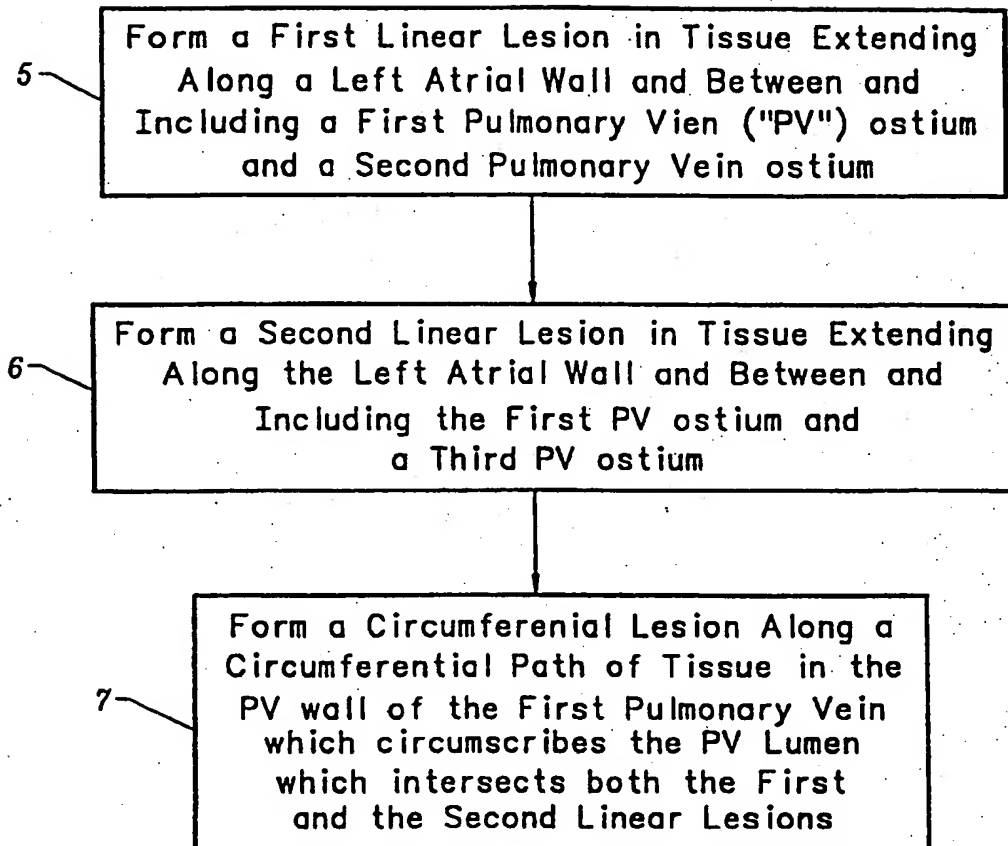 Form a First Linear Lesion in Tissue Extending
5
Along a Left Atrial Wall and Between and
Including a First Pulmonary Vien ("PV") ostium
and a Second Pulmonary Vein ostium
Form a Second Linear Lesion in Tissue Extending
6
Along the Left Atrial Wall and Between and
Including the First PV ostium and
a Third PV ostium
Form a Circumferenial Lesion Along a
Circumferential Path of Tissue in the
7
PV wall of the First Pulmonary Vein
which circumscribes the PV Lumen
which intersects both the First
and the Second Linear Lesions